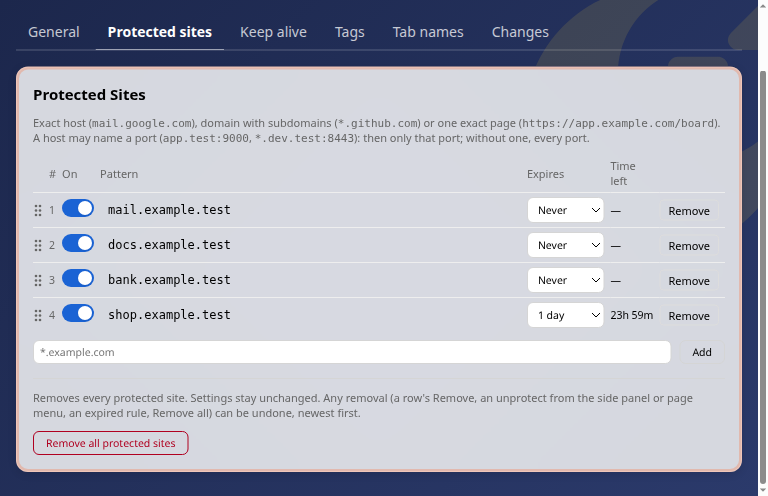 General Protected sites Keep alive Tags Tab names Changes
Protected Sites
Exact host (mail.google.com), domain with subdomains (*.github.com) or one exact page (https://app.example.com/board).
A host may name a port (app.test:9000, *.dev.test:8443): then only that port; without one, every port.
# On Pattern Expires Time left
1 mail.example.test Never — Remove
2 docs.example.test Never — Remove
3 bank.example.test Never — Remove
4 shop.example.test 1 day 23h 59m Remove
*.example.com Add
Removes every protected site. Settings stay unchanged. Any removal (a row's Remove, an unprotect from the side panel or page
menu, an expired rule, Remove all) can be undone, newest first.
Remove all protected sites